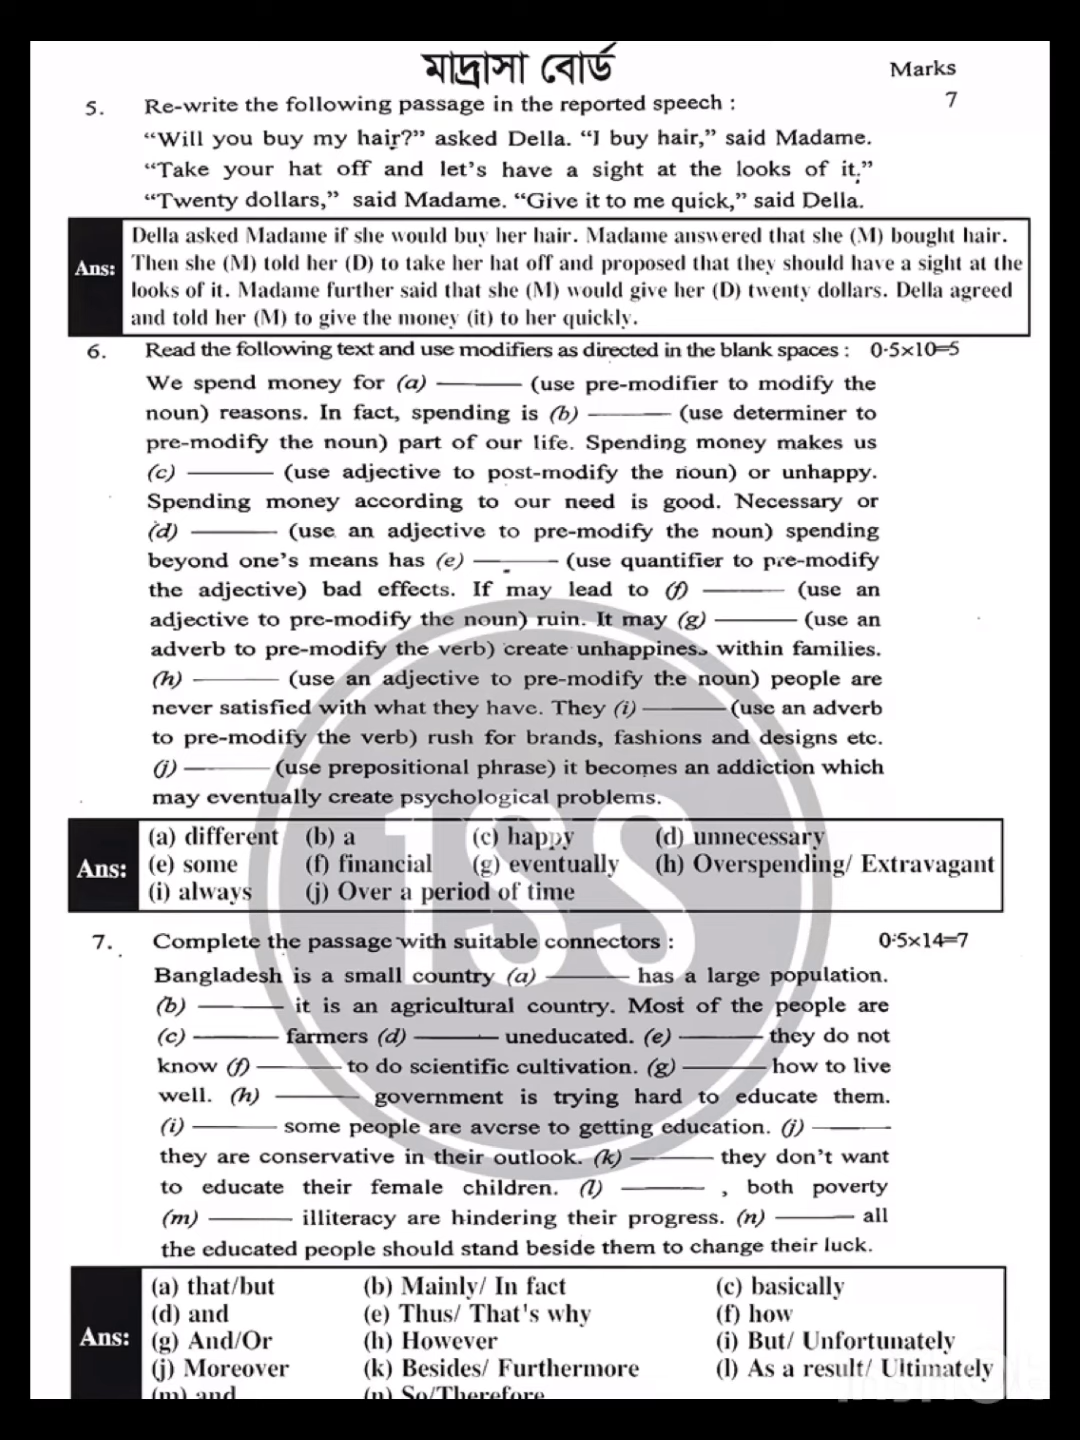 মাদ্রাসা বোর্ড
Marks
5. Re-write the following passage in the reported speech : 7
“Will you buy my hair?” asked Della. “I buy hair,” said Madame.
“Take your hat off and let’s have a sight at the looks of it.”
“Twenty dollars,” said Madame. “Give it to me quick,” said Della.
Della asked Madame if she would buy her hair. Madame answered that she (M) bought hair.
Ans: Then she (M) told her (D) to take her hat off and proposed that they should have a sight at the
looks of it. Madame further said that she (M) would give her (D) twenty dollars. Della agreed
and told her (M) to give the money (it) to her quickly.
6. Read the following text and use modifiers as directed in the blank spaces : 0·5×10=5
We spend money for (a) ——— (use pre-modifier to modify the
noun) reasons. In fact, spending is (b) ——— (use determiner to
pre-modify the noun) part of our life. Spending money makes us
(c) ——— (use adjective to post-modify the noun) or unhappy.
Spending money according to our need is good. Necessary or
(d) ——— (use an adjective to pre-modify the noun) spending
beyond one’s means has (e) ——— (use quantifier to pre-modify
the adjective) bad effects. If may lead to (f) ——— (use an
adjective to pre-modify the noun) ruin. It may (g) ——— (use an
adverb to pre-modify the verb) create unhappiness within families.
(h) ——— (use an adjective to pre-modify the noun) people are
never satisfied with what they have. They (i) ——— (use an adverb
to pre-modify the verb) rush for brands, fashions and designs etc.
(j) ——— (use prepositional phrase) it becomes an addiction which
may eventually create psychological problems.
(a) different (b) a (c) happy (d) unnecessary
Ans: (e) some (f) financial (g) eventually (h) Overspending/ Extravagant
(i) always (j) Over a period of time
ISS
7. Complete the passage with suitable connectors : 0·5×14=7
Bangladesh is a small country (a) ——— has a large population.
(b) ——— it is an agricultural country. Most of the people are
(c) ——— farmers (d) ——— uneducated. (e) ——— they do not
know (f) ——— to do scientific cultivation. (g) ——— how to live
well. (h) ——— government is trying hard to educate them.
(i) ——— some people are averse to getting education. (j) ———
they are conservative in their outlook. (k) ——— they don’t want
to educate their female children. (l) ——— , both poverty
(m) ——— illiteracy are hindering their progress. (n) ——— all
the educated people should stand beside them to change their luck.
(a) that/but (b) Mainly/ In fact (c) basically
(d) and (e) Thus/ That's why (f) how
Ans: (g) And/Or (h) However (i) But/ Unfortunately
(j) Moreover (k) Besides/ Furthermore (l) As a result/ Ultimately
(m) and (n) So/Therefore